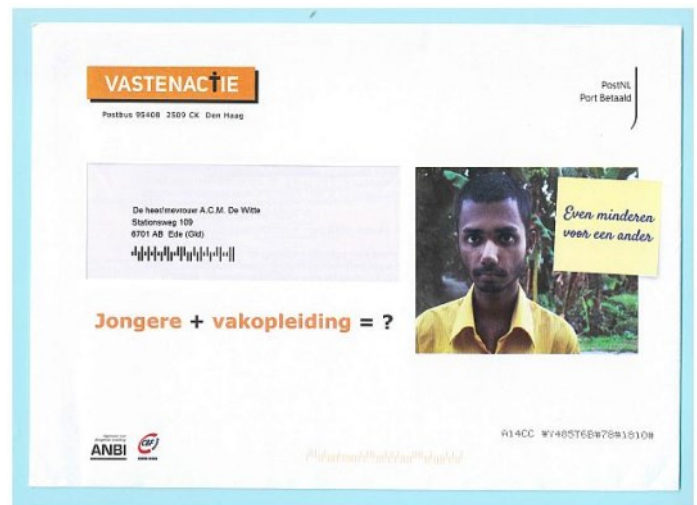 VASTENACTIE
Postbus 95408 2509 CK Den Haag
PostNL
Port Betaald
De heer/mevrouw A.C.M. De Witte
Stationsweg 109
6701 AB Ede (Gld)
Even minderen
voor een ander
Jongere + vakopleiding = ?
ANBI
CBF